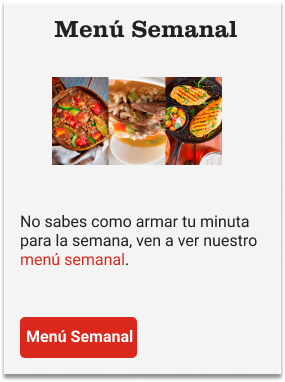 Menú Semanal
No sabes como armar tu minuta
para la semana, ven a ver nuestro
menú semanal.
Menú Semanal